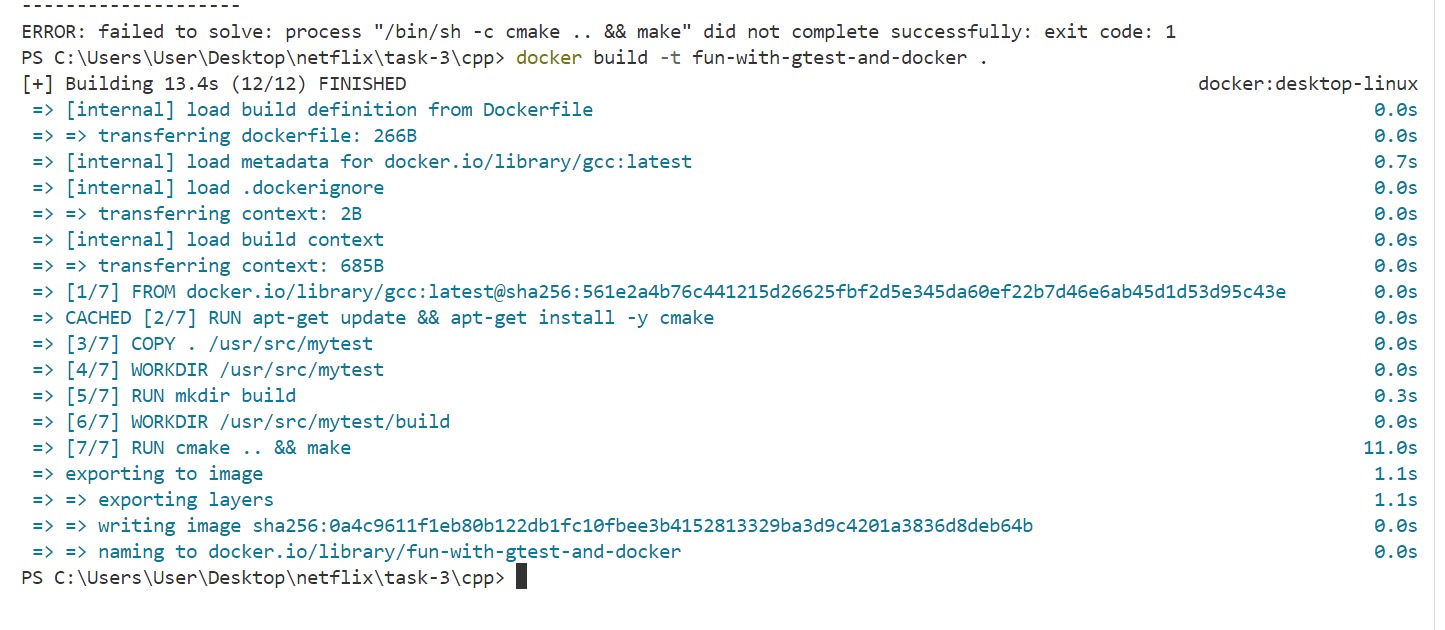 --------------------
ERROR: failed to solve: process "/bin/sh -c cmake .. && make" did not complete successfully: exit code: 1
PS C:\Users\User\Desktop\netflix\task-3\cpp> docker build -t fun-with-gtest-and-docker .
[+] Building 13.4s (12/12) FINISHED docker:desktop-linux
=> [internal] load build definition from Dockerfile 0.0s
=> => transferring dockerfile: 266B 0.0s
=> [internal] load metadata for docker.io/library/gcc:latest 0.7s
=> [internal] load .dockerignore 0.0s
=> => transferring context: 2B 0.0s
=> [internal] load build context 0.0s
=> => transferring context: 685B 0.0s
=> [1/7] FROM docker.io/library/gcc:latest@sha256:561e2a4b76c441215d26625fbf2d5e345da60ef22b7d46e6ab45d1d53d95c43e 0.0s
=> CACHED [2/7] RUN apt-get update && apt-get install -y cmake 0.0s
=> [3/7] COPY . /usr/src/mytest 0.0s
=> [4/7] WORKDIR /usr/src/mytest 0.0s
=> [5/7] RUN mkdir build 0.3s
=> [6/7] WORKDIR /usr/src/mytest/build 0.0s
=> [7/7] RUN cmake .. && make 11.0s
=> exporting to image 1.1s
=> => exporting layers 1.1s
=> => writing image sha256:0a4c9611f1eb80b122db1fc10fbee3b4152813329ba3d9c4201a3836d8deb64b 0.0s
=> => naming to docker.io/library/fun-with-gtest-and-docker 0.0s
PS C:\Users\User\Desktop\netflix\task-3\cpp>